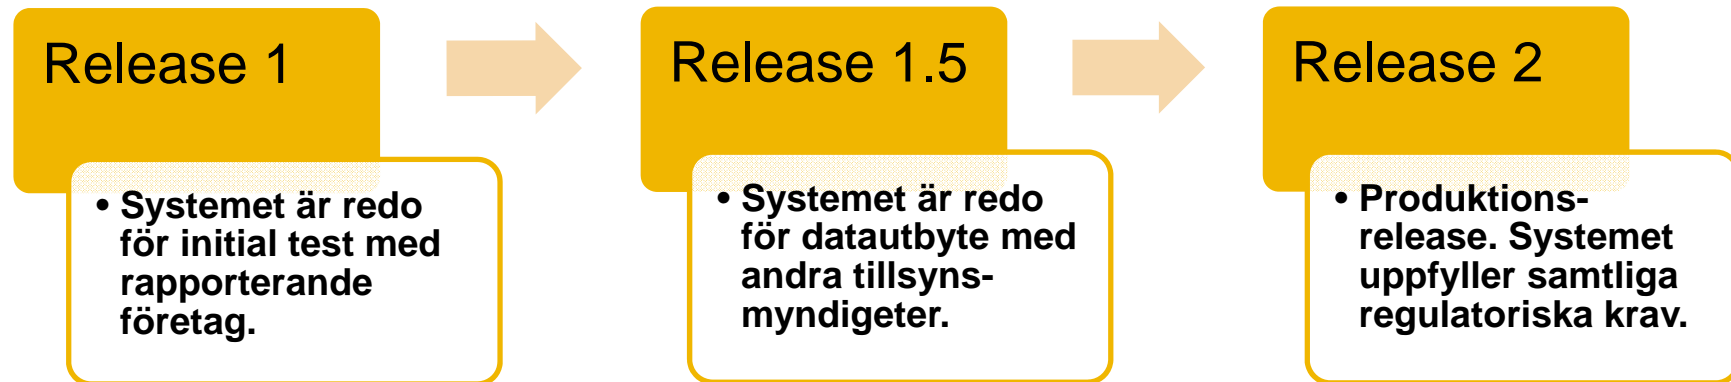 Release 1
• Systemet är redo
för initial test med
rapporterande
företag.
Release 1.5
• Systemet är redo
för datautbyte med
andra tillsyns-
myndigeter.
Release 2
• Produktions-
release. Systemet
uppfyller samtliga
regulatoriska krav.